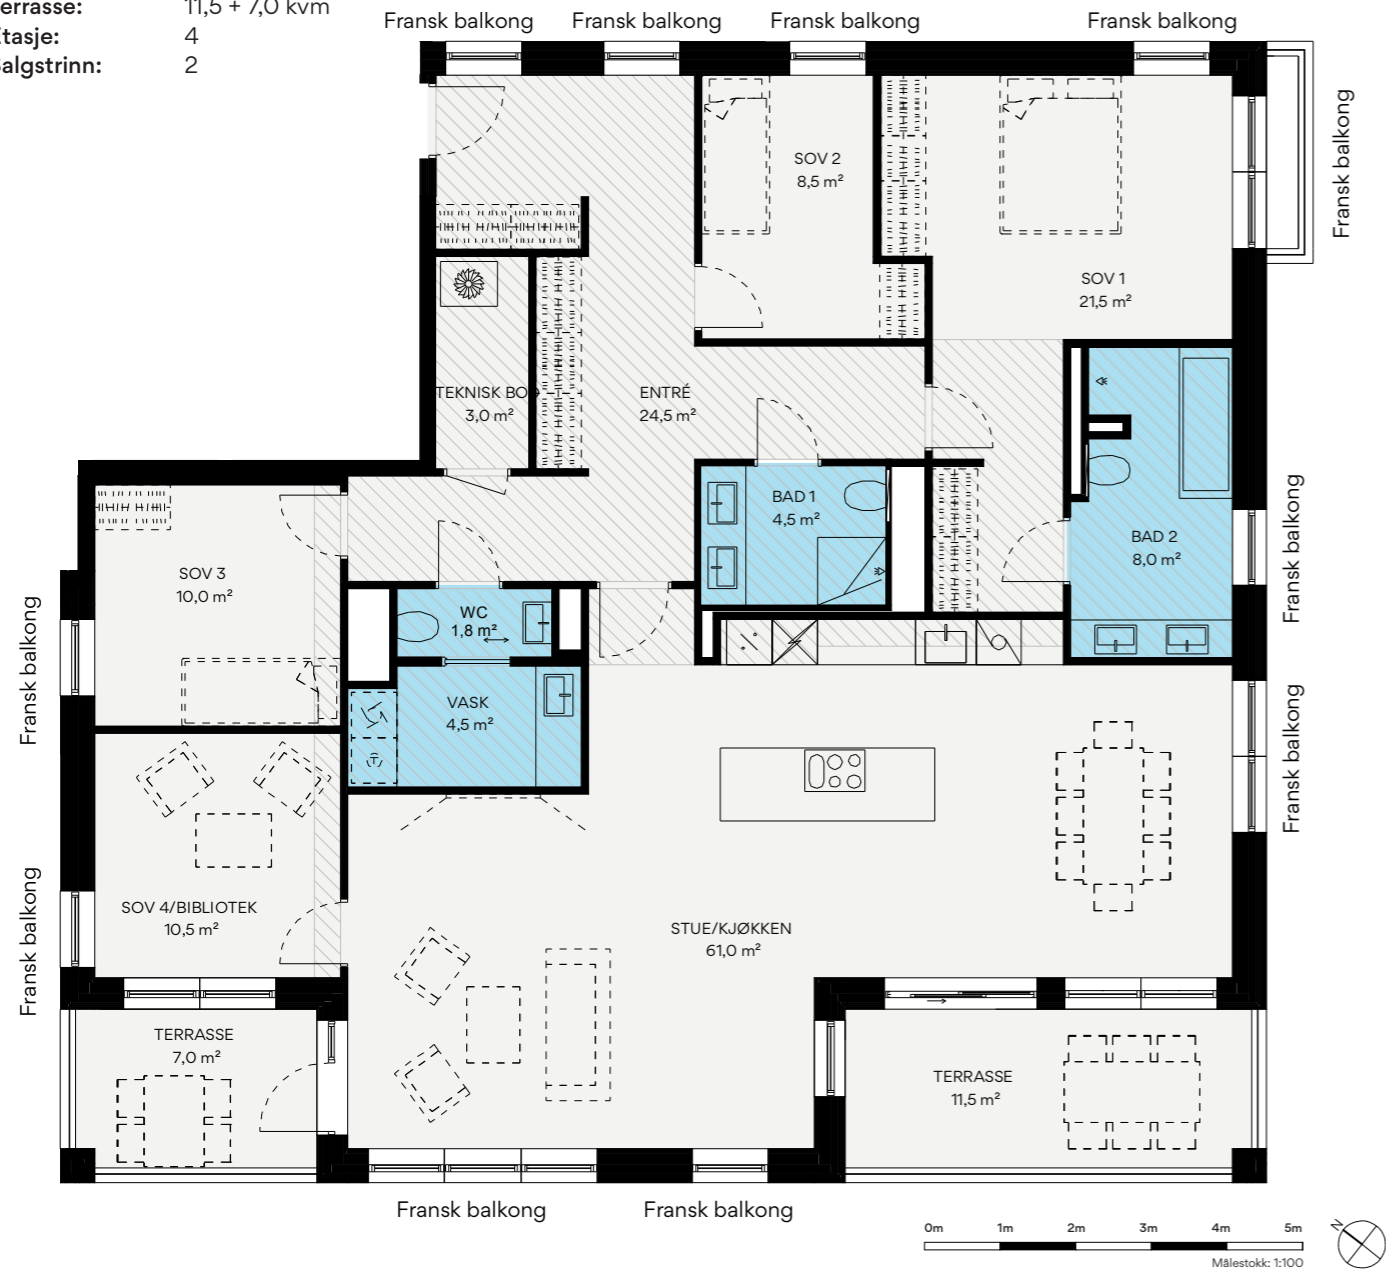 11,5 + 7,0 kvm
4
2
Fransk balkong
Fransk balkong
Fransk balkong
Fransk balkong
Fransk balkong
SOV 2
8,5 m²
SOV 1
21,5 m²
TEKNISK BOD
3,0 m²
ENTRÉ
24,5 m²
BAD 1
4,5 m²
BAD 2
8,0 m²
Fransk balkong
SOV 3
10,0 m²
WC
1,8 m²
Fransk balkong
VASK
4,5 m²
Fransk balkong
SOV 4/BIBLIOTEK
10,5 m²
STUE/KJØKKEN
61,0 m²
Fransk balkong
TERRASSE
7,0 m²
TERRASSE
11,5 m²
Fransk balkong
Fransk balkong
0m 1m 2m 3m 4m 5m
Målestokk: 1:100
N